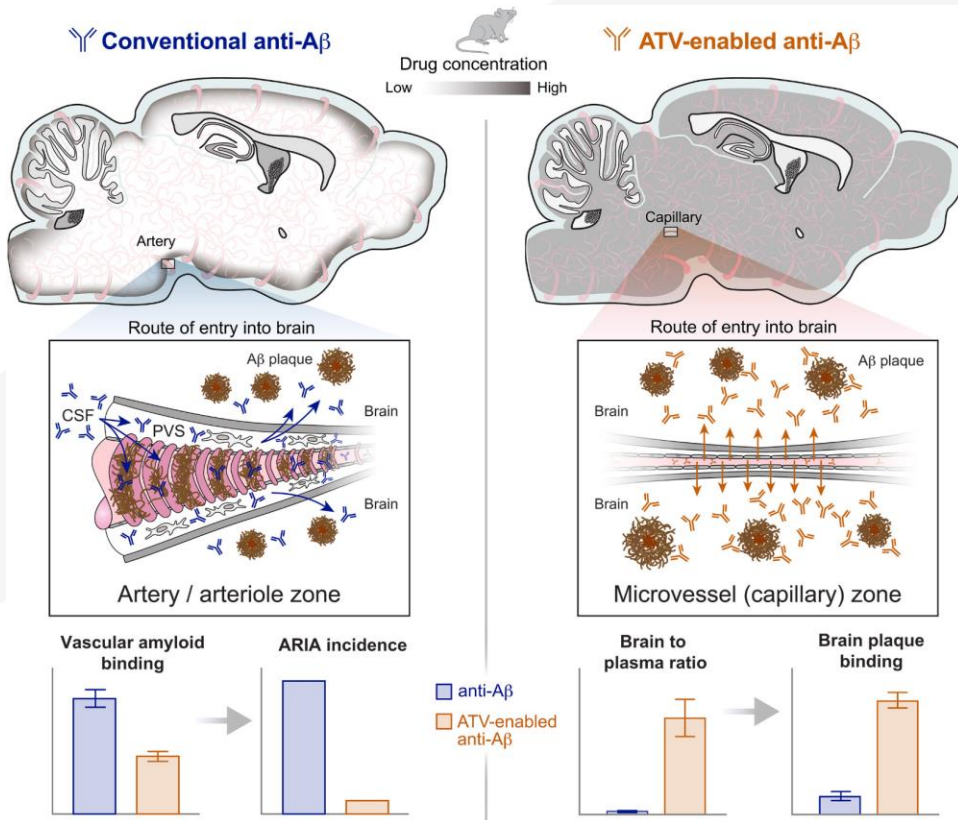 Conventional anti-Aβ
ATV-enabled anti-Aβ
Drug concentration
Low
High
Artery
Capillary
Route of entry into brain
Aβ plaque
CSF
PVS
Brain
Brain
Artery / arteriole zone
Route of entry into brain
Aβ plaque
Brain
Brain
Microvessel (capillary) zone
Vascular amyloid
binding
ARIA incidence
anti-Aβ
ATV-enabled
anti-Aβ
Brain to
plasma ratio
Brain plaque
binding